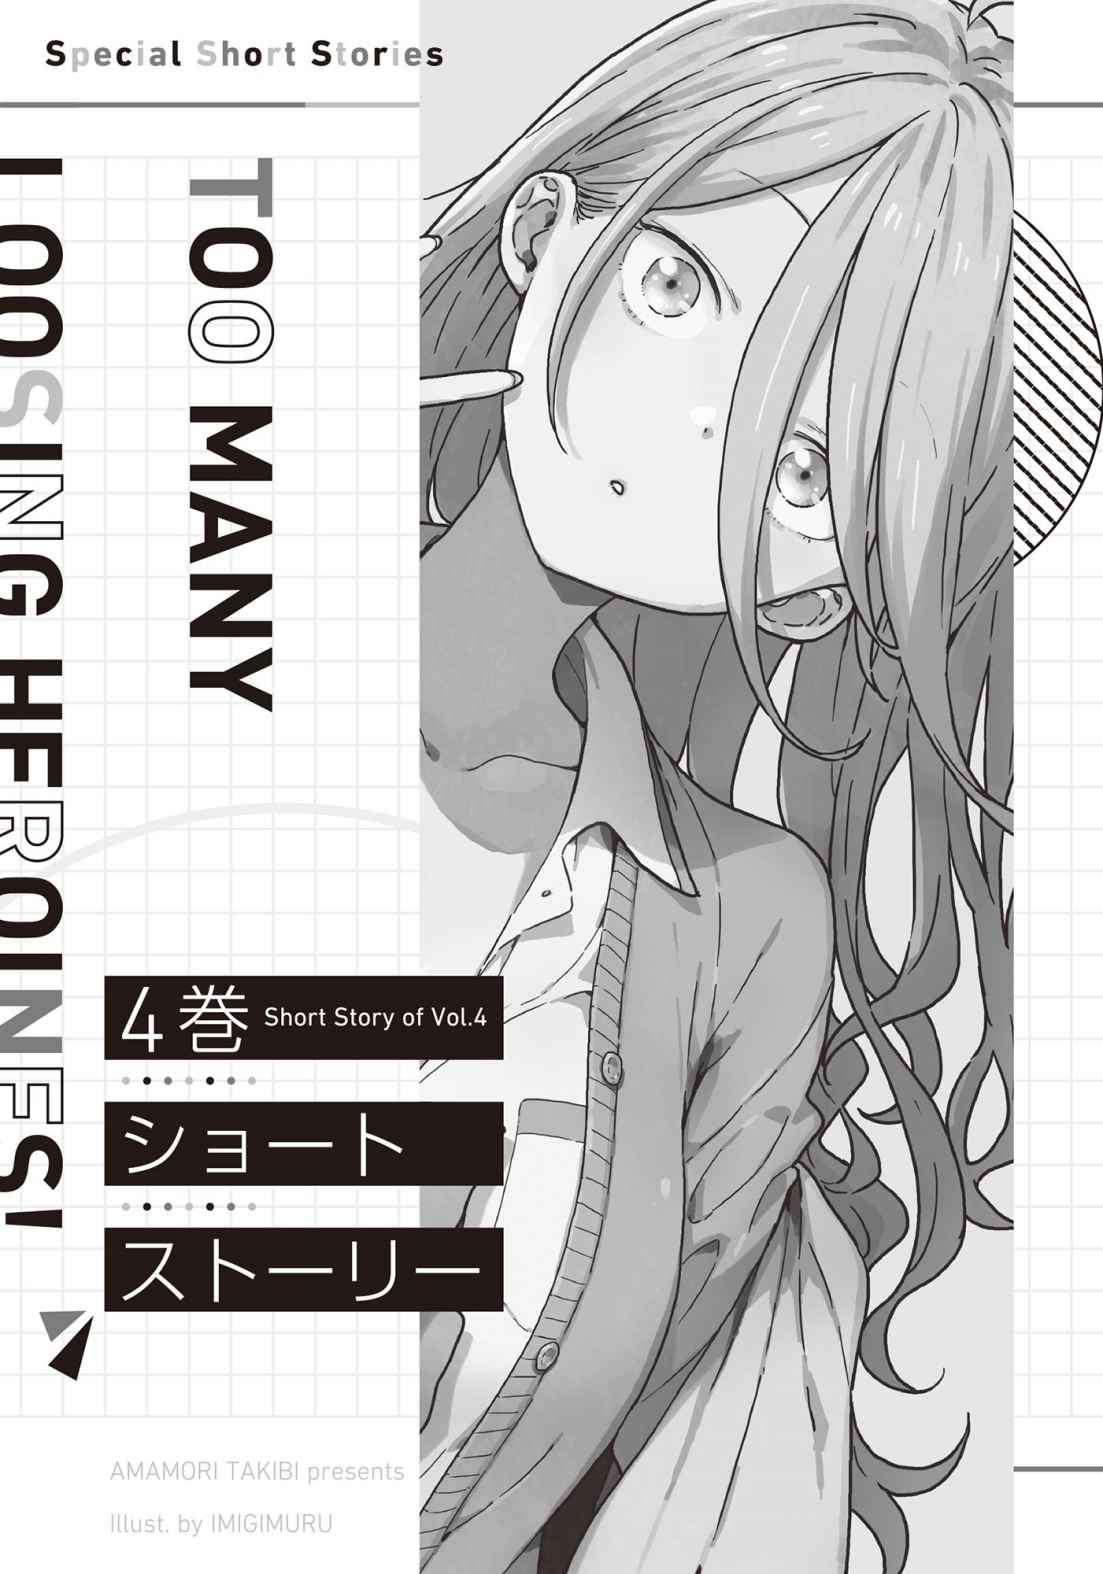 Special Short Stories
TOO MANY
LOOSING HEROINES!
4巻 Short Story of Vol.4
ショート
ストーリー
AMAMORI TAKIBI presents
Illust. by IMIGIMURU